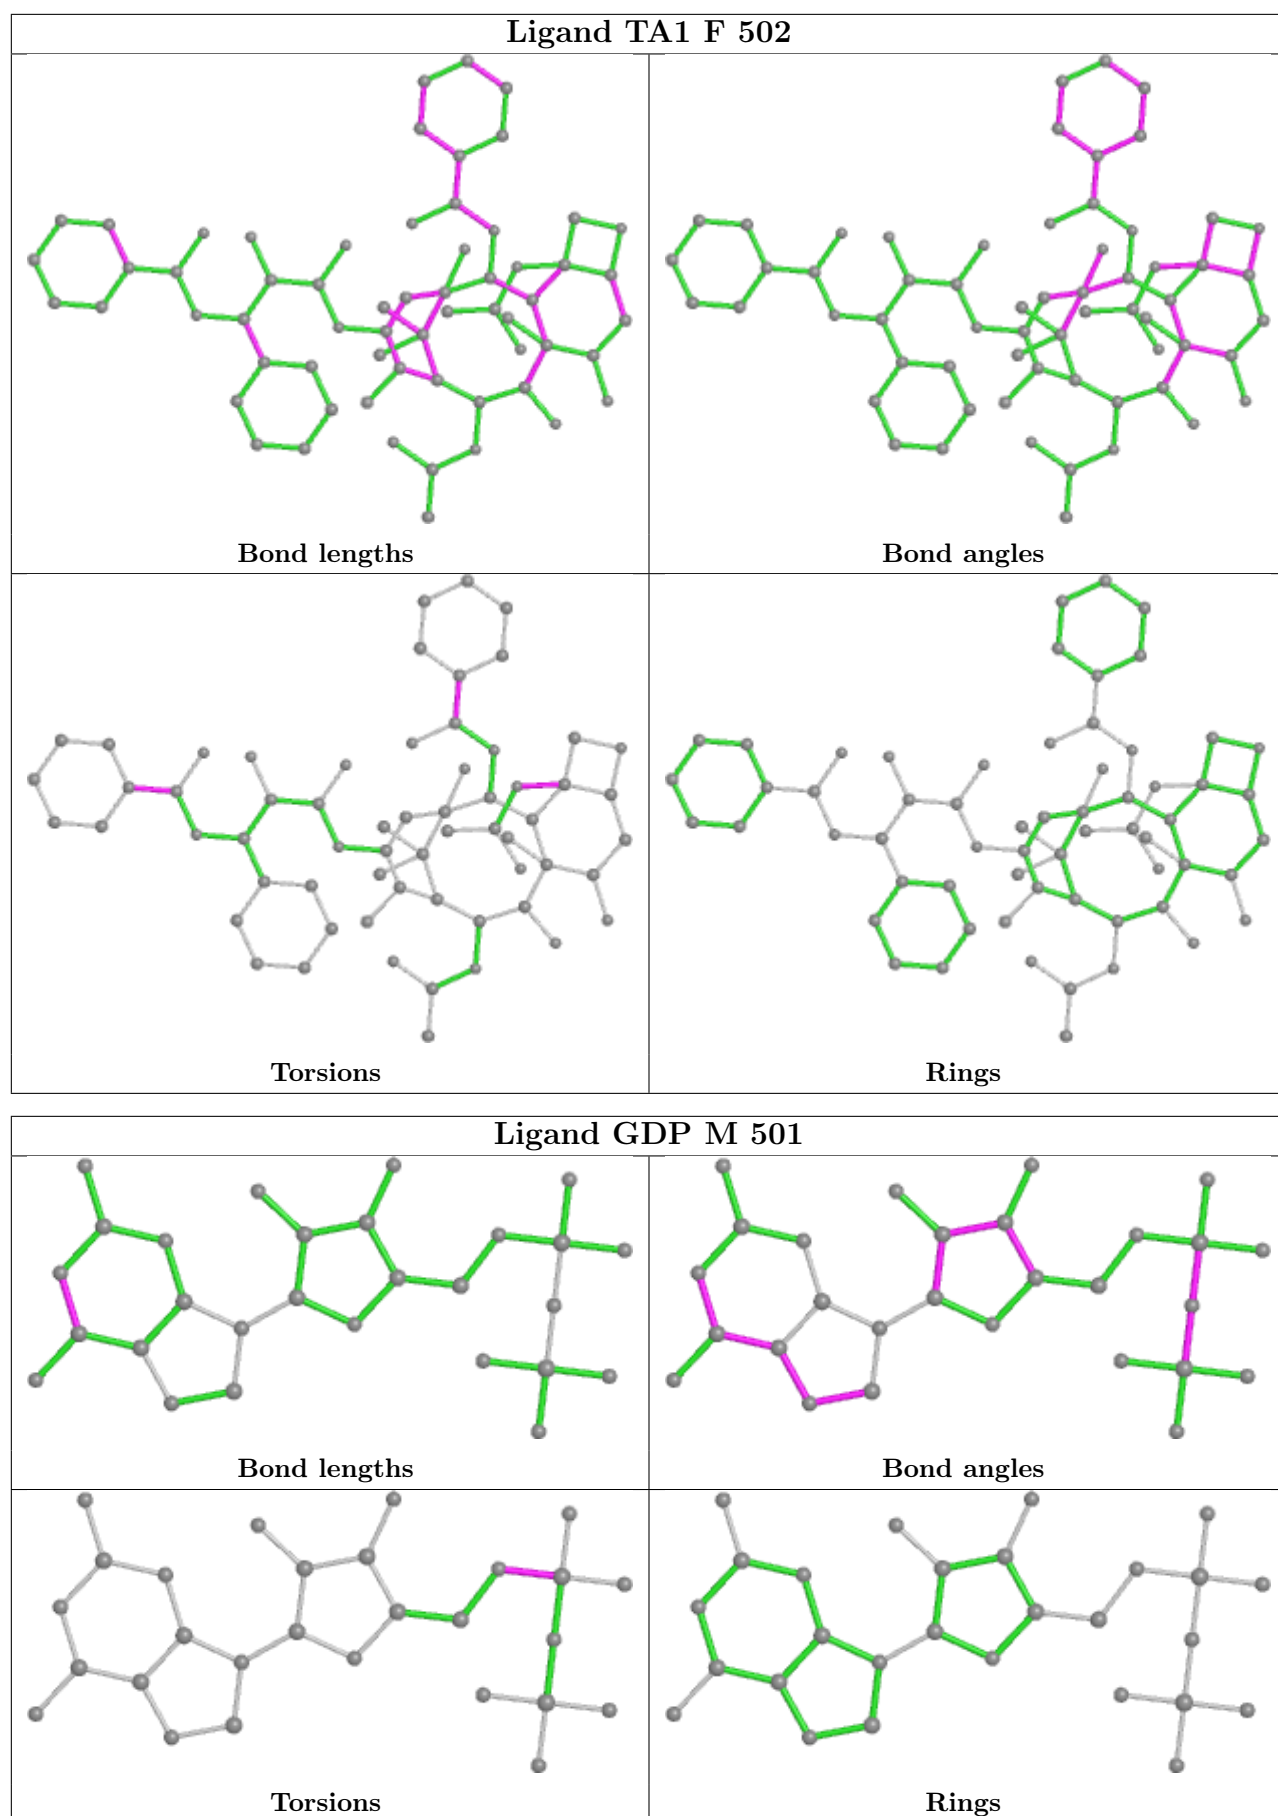 Ligand TA1 F 502
Bond lengths
Bond angles
Torsions
Rings
Ligand GDP M 501
Bond lengths
Bond angles
Torsions
Rings